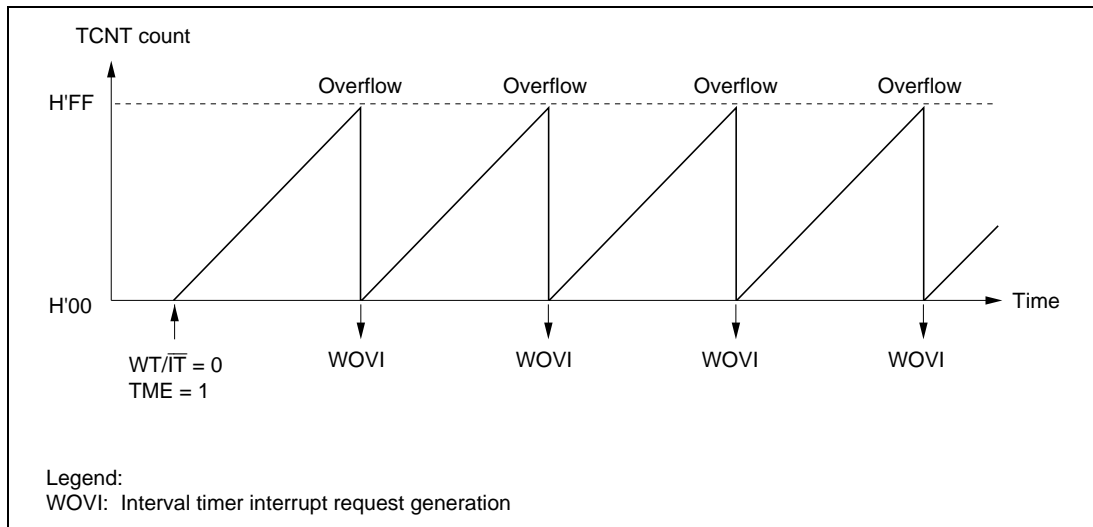 TCNT count
Overflow Overflow Overflow Overflow
H'FF
H'00
Time
WT/I̅T̅ = 0
TME = 1
WOVI WOVI WOVI WOVI
Legend:
WOVI: Interval timer interrupt request generation